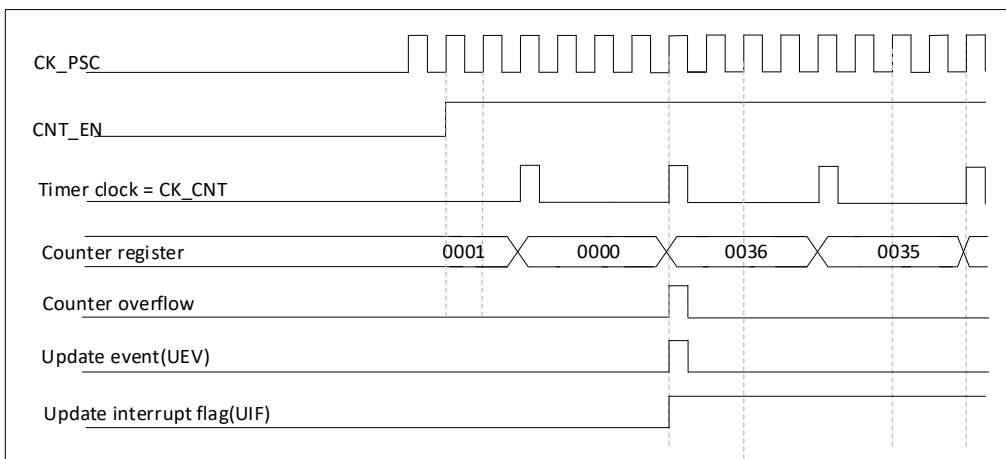 CK_PSC
CNT_EN
Timer clock = CK_CNT
Counter register 0001 0000 0036 0035
Counter overflow
Update event(UEV)
Update interrupt flag(UIF)